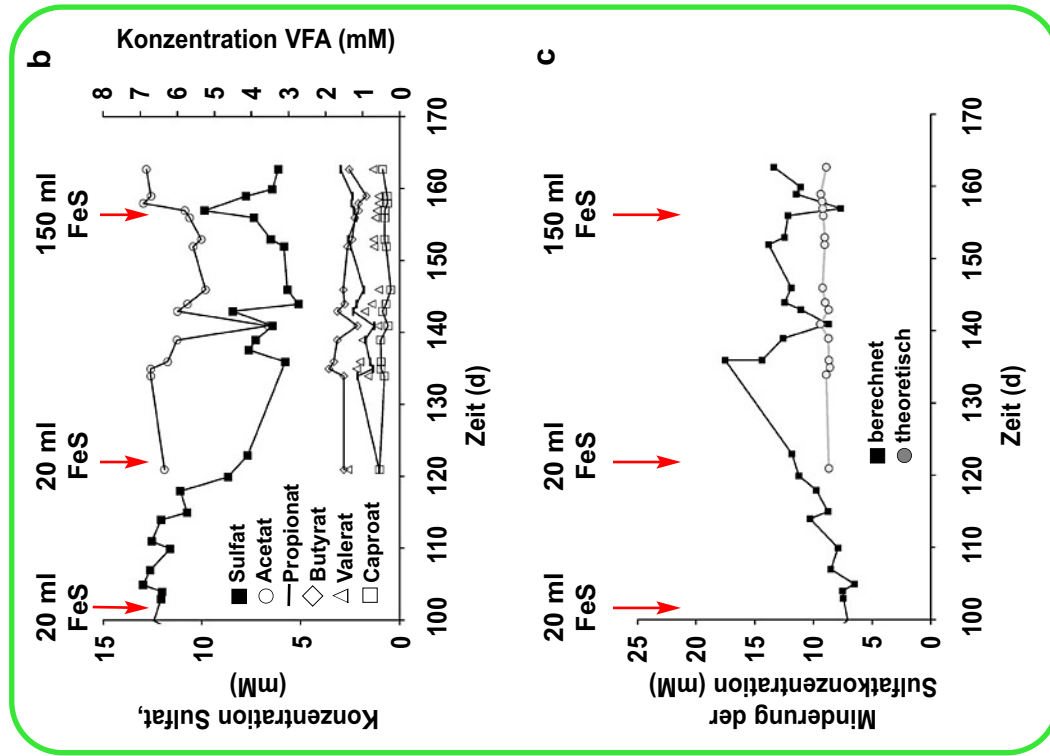 b
20 ml
FeS
20 ml
FeS
150 ml
FeS
Konzentration Sulfat,
(mM)
15
10
5
0
Konzentration VFA (mM)
8
7
6
5
4
3
2
1
0
Sulfat
Acetat
Propionat
Butyrat
Valerat
Caproat
100
110
120
130
140
150
160
170
Zeit (d)
c
20 ml
FeS
20 ml
FeS
150 ml
FeS
Minderung der
Sulfatkonzentration (mM)
25
20
15
10
5
0
berechnet
theoretisch
100
110
120
130
140
150
160
170
Zeit (d)